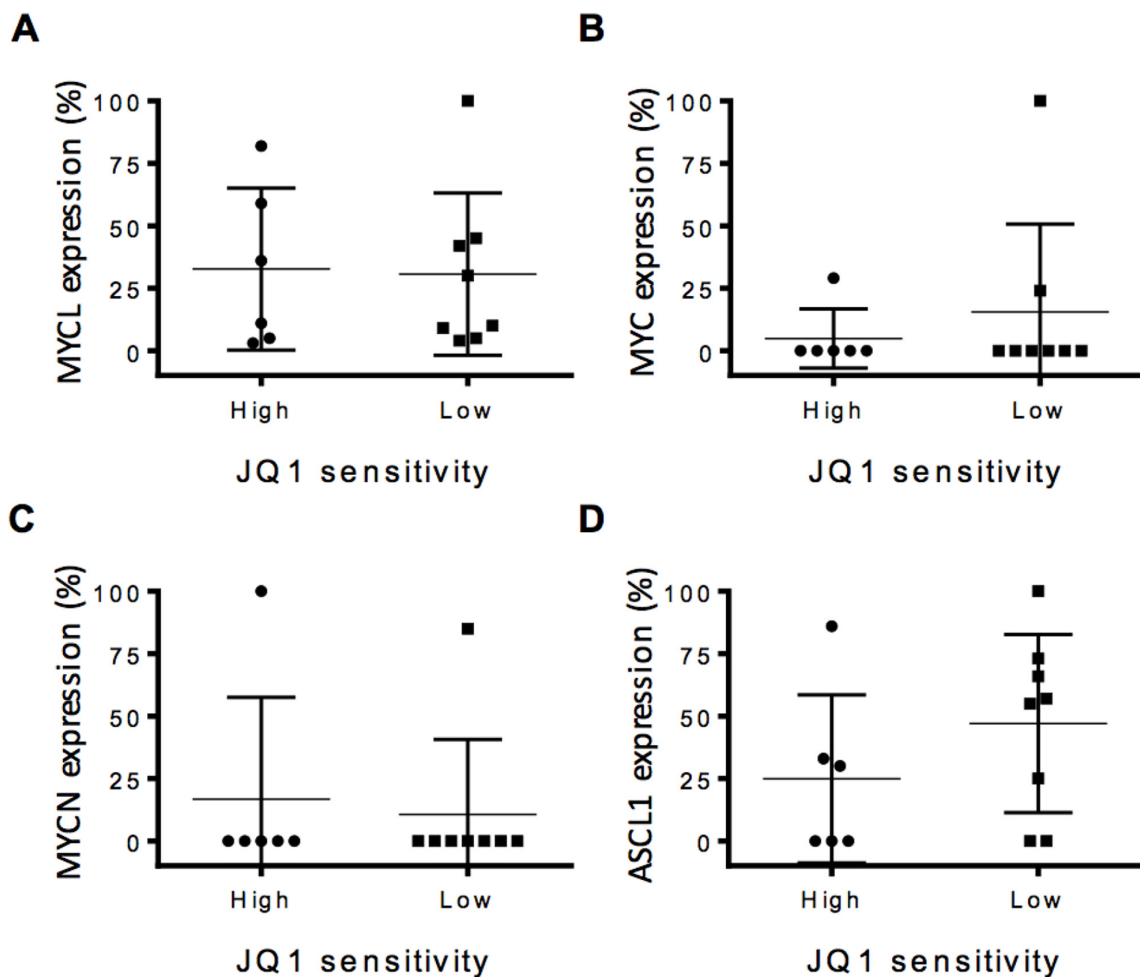 A
MYCL expression (%)
100
75
50
25
0
High
Low
JQ1 sensitivity
B
MYC expression (%)
100
75
50
25
0
High
Low
JQ1 sensitivity
C
MYCN expression (%)
100
75
50
25
0
High
Low
JQ1 sensitivity
D
ASCL1 expression (%)
100
75
50
25
0
High
Low
JQ1 sensitivity